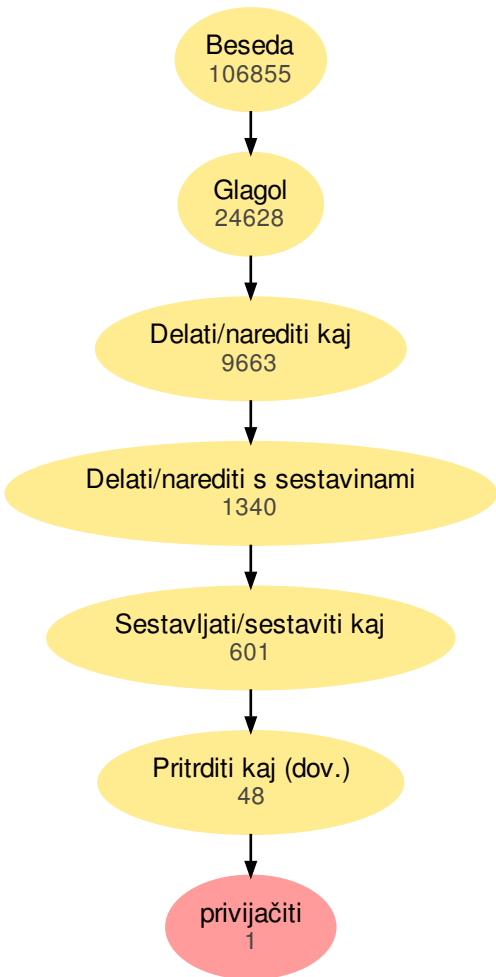 Beseda
106855
Glagol
24628
Delati/narediti kaj
9663
Delati/narediti s sestavinami
1340
Sestavljati/sestaviti kaj
601
Pritrditi kaj (dov.)
48
privijačiti
1